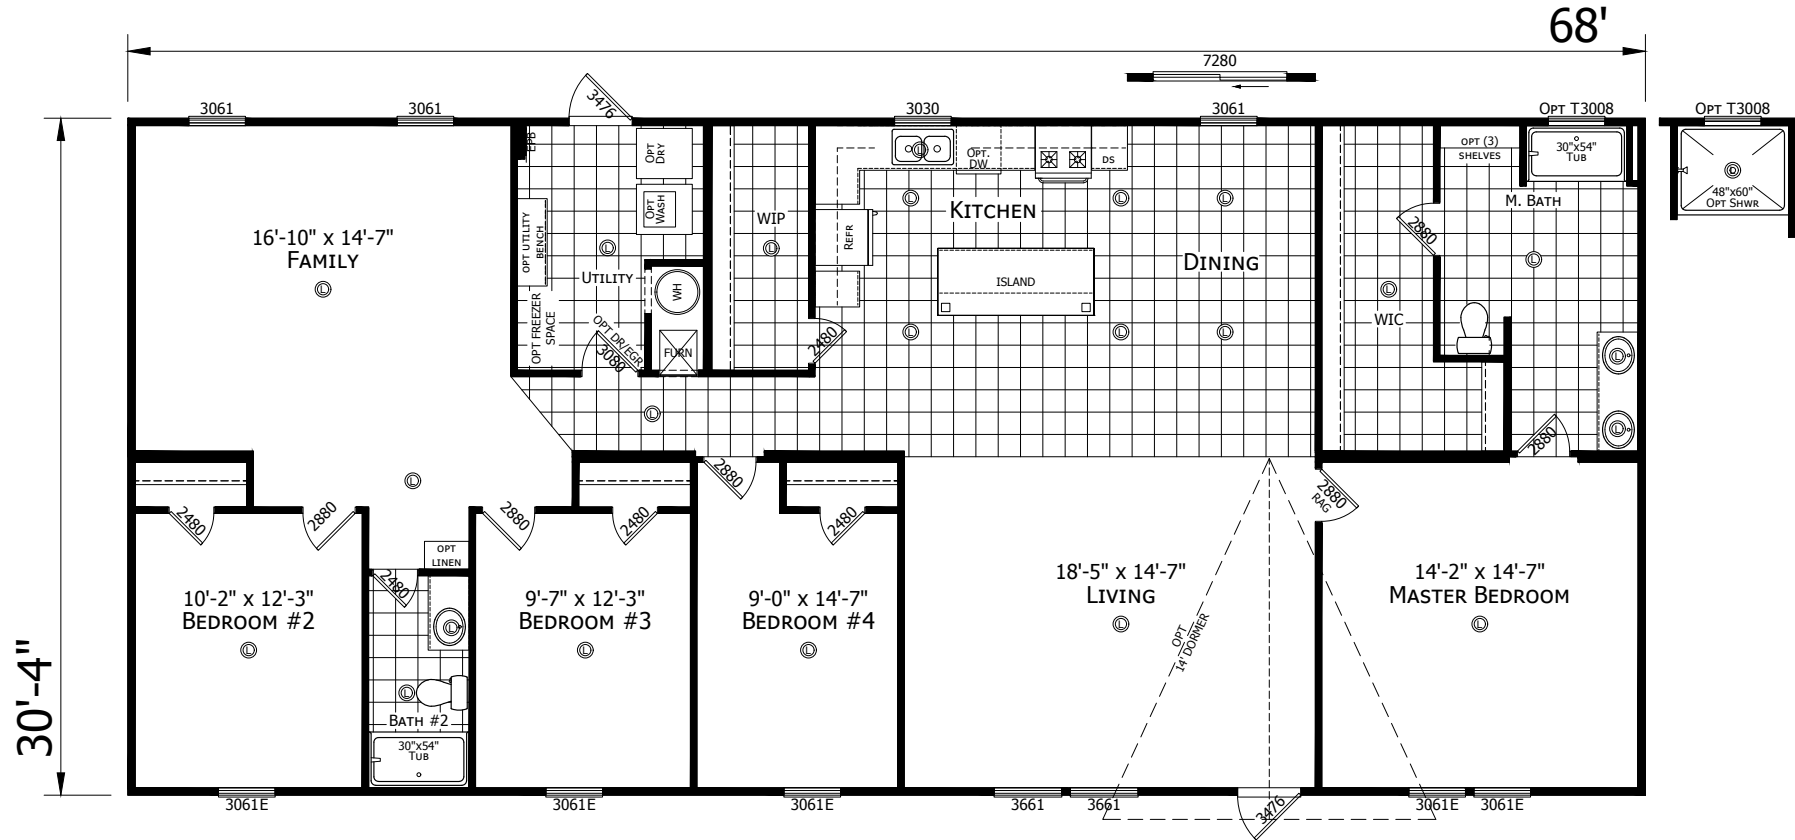 68'
7280
3061
3061
3476
3030
3061
OPT T3008
OPT T3008
EPB
OPT DRY
OPT WASH
OPT UTILITY BENCH
OPT FREEZER SPACE
UTILITY
WH
OPT DR/EGR
3080
FURN
WIP
2480
L
OPT. DW
DS
KITCHEN
REFR
ISLAND
DINING
OPT (3)
SHELVES
30"x54"
TUB
M. BATH
2880
WIC
2880
48"x60"
OPT SHWR
16'-10" x 14'-7"
FAMILY
L
30'-4"
2480
2880
2880
2480
2880
2480
2880
RAG
OPT
LINEN
2480
10'-2" x 12'-3"
BEDROOM #2
L
9'-7" x 12'-3"
BEDROOM #3
L
9'-0" x 14'-7"
BEDROOM #4
L
18'-5" x 14'-7"
LIVING
L
OPT
14' DORMER
14'-2" x 14'-7"
MASTER BEDROOM
L
L
BATH #2
30"x54"
TUB
3061E
3061E
3061E
3661
3661
3476
3061E
3061E